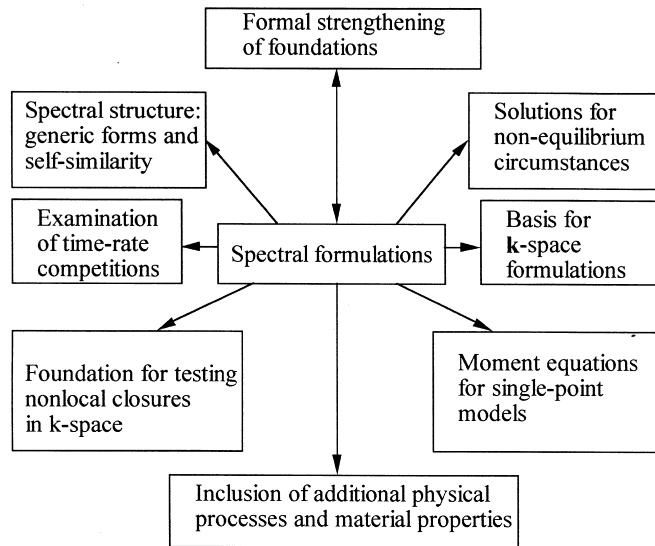 Formal strengthening
of foundations
Spectral structure:
generic forms and
self-similarity
Solutions for
non-equilibrium
circumstances
Examination
of time-rate
competitions
Spectral formulations
Basis for
k-space
formulations
Foundation for testing
nonlocal closures
in k-space
Moment equations
for single-point
models
Inclusion of additional physical
processes and material properties